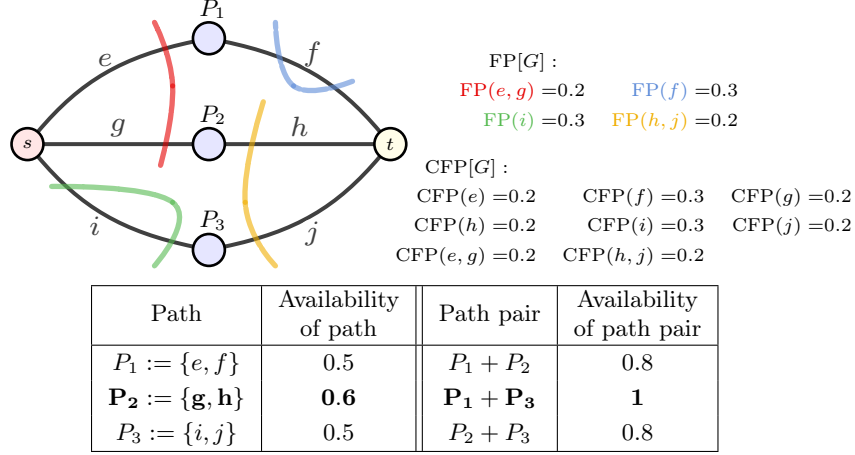 P₁
e
f
g
P₂
h
s
t
P₃
i
j
FP[G] :
FP(e, g) =0.2 FP(f) =0.3
FP(i) =0.3 FP(h, j) =0.2
CFP[G] :
CFP(e) =0.2 CFP(f) =0.3 CFP(g) =0.2
CFP(h) =0.2 CFP(i) =0.3 CFP(j) =0.2
CFP(e, g) =0.2 CFP(h, j) =0.2
Path Availability of path Path pair Availability of path pair
P₁ := {e, f} 0.5 P₁ + P₂ 0.8
P₂ := {g, h} 0.6 P₁ + P₃ 1
P₃ := {i, j} 0.5 P₂ + P₃ 0.8